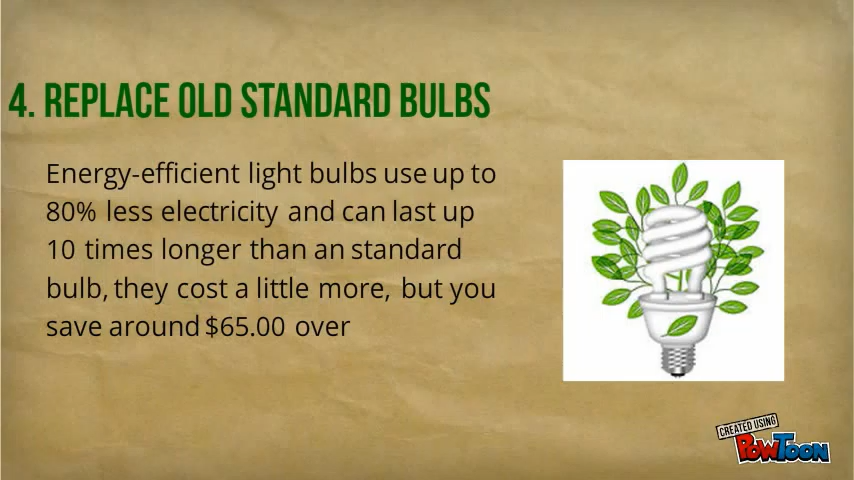 4. REPLACE OLD STANDARD BULBS
Energy-efficient light bulbs use up to
80% less electricity and can last up
10 times longer than an standard
bulb, they cost a little more, but you
save around $65.00 over
CREATED USING
POWTOON